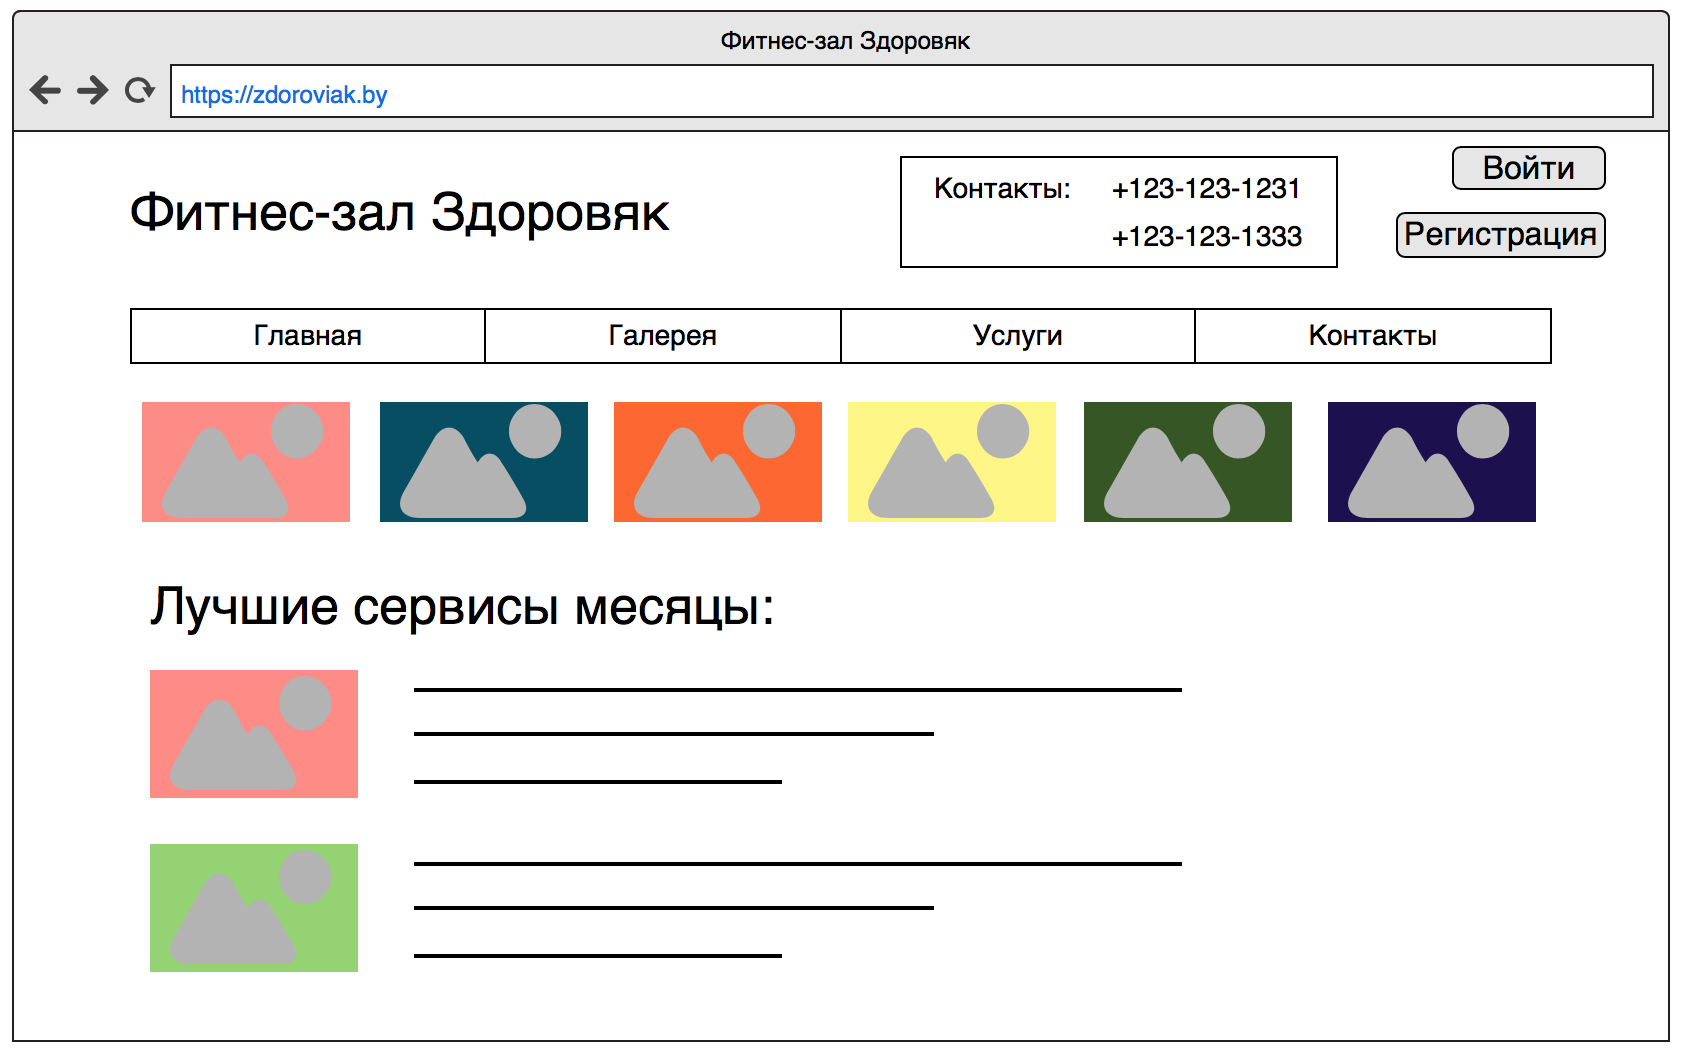 Фитнес-зал Здоровяк
https://zdoroviak.by
Фитнес-зал Здоровяк
Контакты: +123-123-1231
+123-123-1333
Войти
Регистрация
Главная Галерея Услуги Контакты
Лучшие сервисы месяцы: